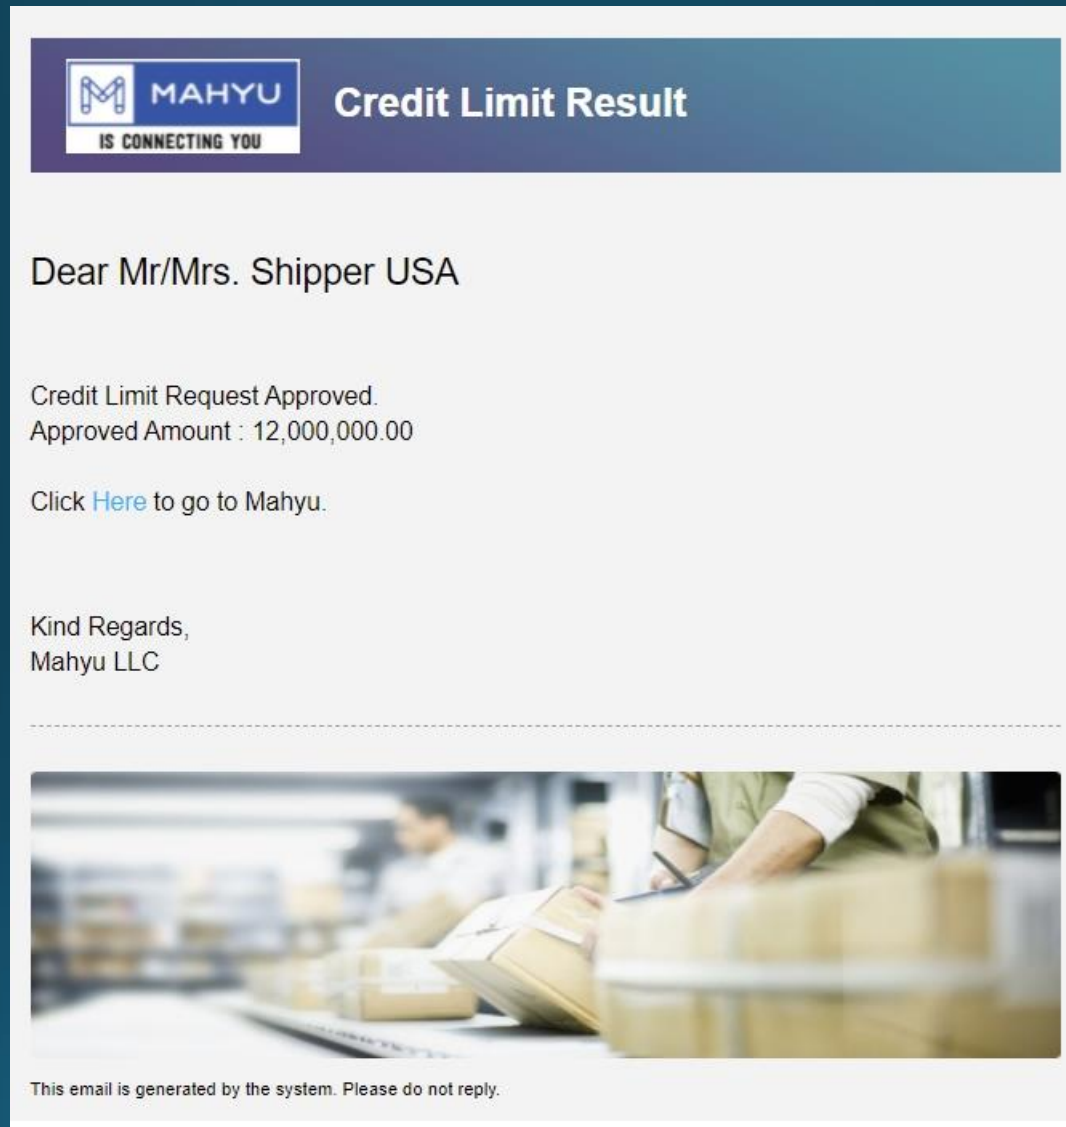 MAHYU
IS CONNECTING YOU
Credit Limit Result
Dear Mr/Mrs. Shipper USA
Credit Limit Request Approved.
Approved Amount : 12,000,000.00
Click Here to go to Mahyu.
Kind Regards,
Mahyu LLC
This email is generated by the system. Please do not reply.